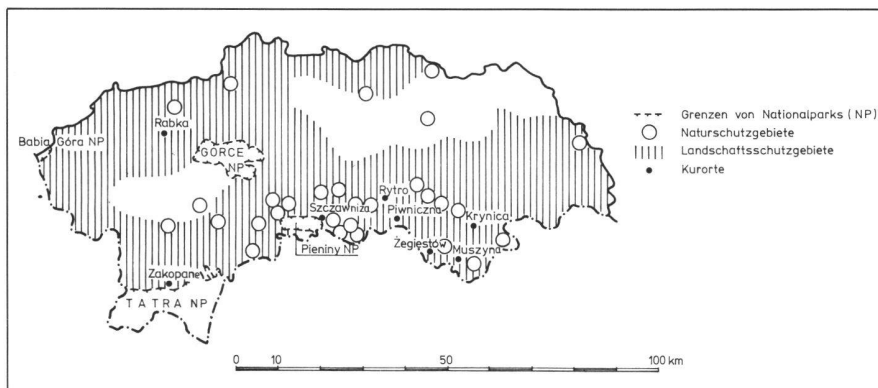 Babia Góra NP
Rabka
GORCE
NP
Szczawniza
Rytro
Piwniczna
Krynica
Pieniny NP
Żegiestów
Muszyna
Zakopane
TATRA NP
Grenzen von Nationalparks (NP)
Naturschutzgebiete
Landschaftsschutzgebiete
Kurorte
0 10 50 100 km